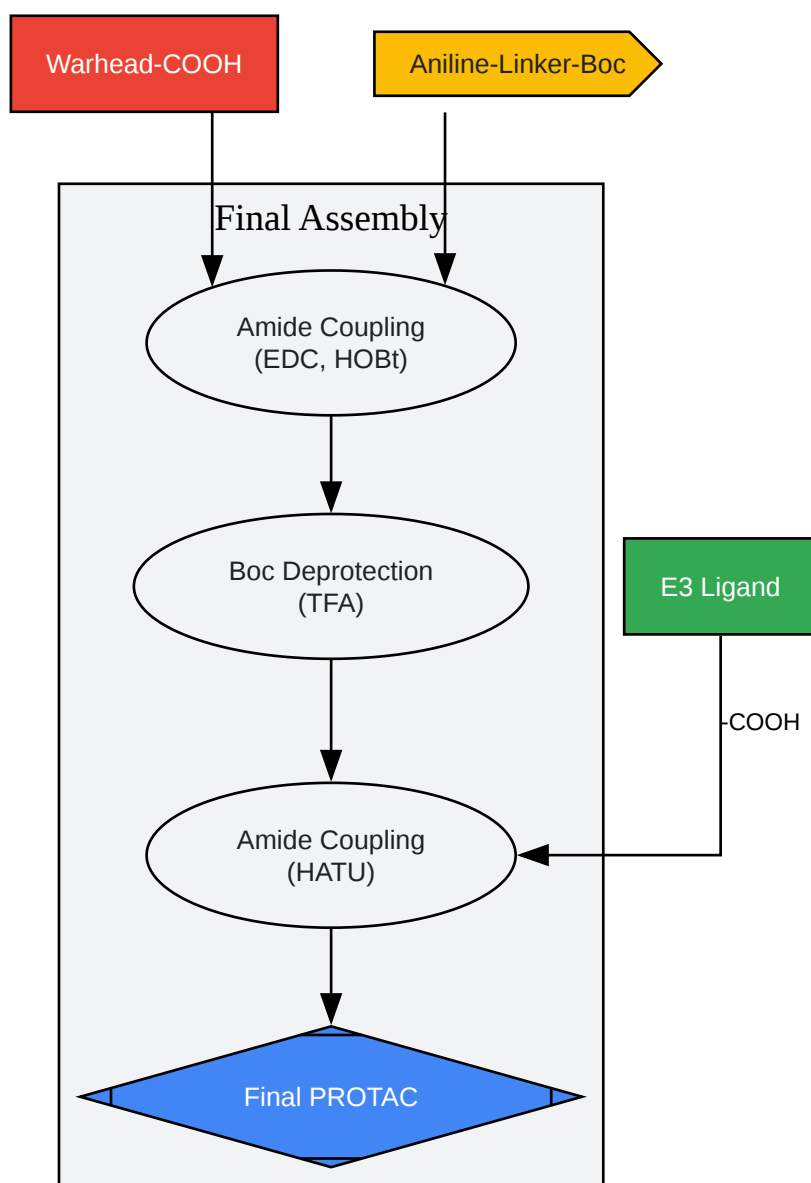 Warhead-COOH
Aniline-Linker-Boc
Final Assembly
Amide Coupling
(EDC, HOBt)
Boc Deprotection
(TFA)
E3 Ligand
-COOH
Amide Coupling
(HATU)
Final PROTAC